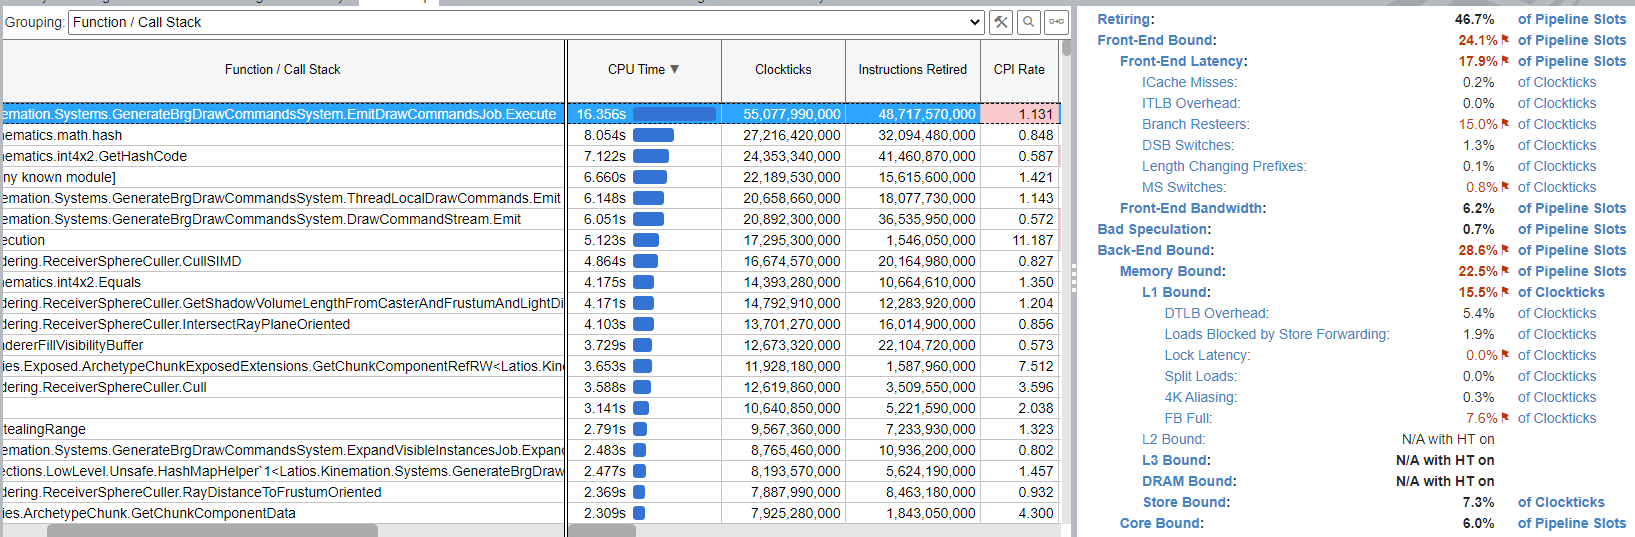 Grouping: Function / Call Stack
Function / Call Stack CPU Time ▼ Clockticks Instructions Retired CPI Rate
emation.Systems.GenerateBrgDrawCommandsSystem.EmitDrawCommandsJob.Execute 16.356s 55,077,990,000 48,717,570,000 1.131
nematics.math.hash 8.054s 27,216,420,000 32,094,480,000 0.848
nematics.int4x2.GetHashCode 7.122s 24,353,340,000 41,460,870,000 0.587
ny known module] 6.660s 22,189,530,000 15,615,600,000 1.421
emation.Systems.GenerateBrgDrawCommandsSystem.ThreadLocalDrawCommands.Emit 6.148s 20,658,660,000 18,077,730,000 1.143
emation.Systems.GenerateBrgDrawCommandsSystem.DrawCommandStream.Emit 6.051s 20,892,300,000 36,535,950,000 0.572
ecution 5.123s 17,295,300,000 1,546,050,000 11.187
dering.ReceiverSphereCuller.CullSIMD 4.864s 16,674,570,000 20,164,980,000 0.827
nematics.int4x2.Equals 4.175s 14,393,280,000 10,664,610,000 1.350
dering.ReceiverSphereCuller.GetShadowVolumeLengthFromCasterAndFrustumAndLightDi 4.171s 14,792,910,000 12,283,920,000 1.204
dering.ReceiverSphereCuller.IntersectRayPlaneOriented 4.103s 13,701,270,000 16,014,900,000 0.856
ndererFillVisibilityBuffer 3.729s 12,673,320,000 22,104,720,000 0.573
ies.Exposed.ArchetypeChunkExposedExtensions.GetChunkComponentRefRW<Latios.Kine 3.653s 11,928,180,000 1,587,960,000 7.512
dering.ReceiverSphereCuller.Cull 3.588s 12,619,860,000 3,509,550,000 3.596
3.141s 10,640,850,000 5,221,590,000 2.038
tealingRange 2.791s 9,567,360,000 7,233,930,000 1.323
emation.Systems.GenerateBrgDrawCommandsSystem.ExpandVisibleInstancesJob.Expand 2.483s 8,765,460,000 10,936,200,000 0.802
ections.LowLevel.Unsafe.HashMapHelper`1<Latios.Kinemation.Systems.GenerateBrgDraw 2.477s 8,193,570,000 5,624,190,000 1.457
dering.ReceiverSphereCuller.RayDistanceToFrustumOriented 2.369s 7,887,990,000 8,463,180,000 0.932
ies.ArchetypeChunk.GetChunkComponentData 2.309s 7,925,280,000 1,843,050,000 4.300
Retiring: 46.7% of Pipeline Slots
Front-End Bound: 24.1% of Pipeline Slots
Front-End Latency: 17.9% of Pipeline Slots
ICache Misses: 0.2% of Clockticks
ITLB Overhead: 0.0% of Clockticks
Branch Resteers: 15.0% of Clockticks
DSB Switches: 1.3% of Clockticks
Length Changing Prefixes: 0.1% of Clockticks
MS Switches: 0.8% of Clockticks
Front-End Bandwidth: 6.2% of Pipeline Slots
Bad Speculation: 0.7% of Pipeline Slots
Back-End Bound: 28.6% of Pipeline Slots
Memory Bound: 22.5% of Pipeline Slots
L1 Bound: 15.5% of Clockticks
DTLB Overhead: 5.4% of Clockticks
Loads Blocked by Store Forwarding: 1.9% of Clockticks
Lock Latency: 0.0% of Clockticks
Split Loads: 0.0% of Clockticks
4K Aliasing: 0.3% of Clockticks
FB Full: 7.6% of Clockticks
L2 Bound: N/A with HT on
L3 Bound: N/A with HT on
DRAM Bound: N/A with HT on
Store Bound: 7.3% of Clockticks
Core Bound: 6.0% of Pipeline Slots